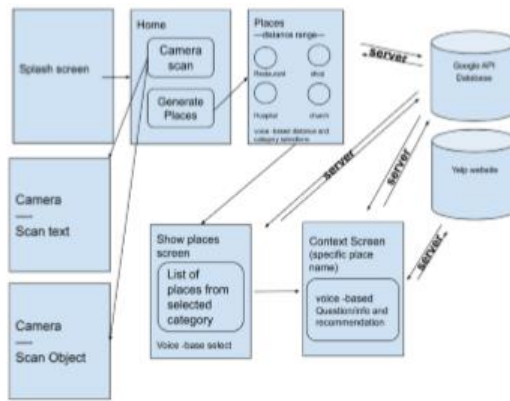 Splash screen
Home
Camera
scan
Generate
Places
Places
---distance range---
Restaurant
shop
Hospital
church
voice -based distance and
category selections
server
Google API
Database
Yelp website
server
server
server
Camera
Scan text
Camera
Scan Object
Show places
screen
List of
places from
selected
category
Voice -base select
Context Screen
(specific place
name)
voice -based
Question/info and
recommendation